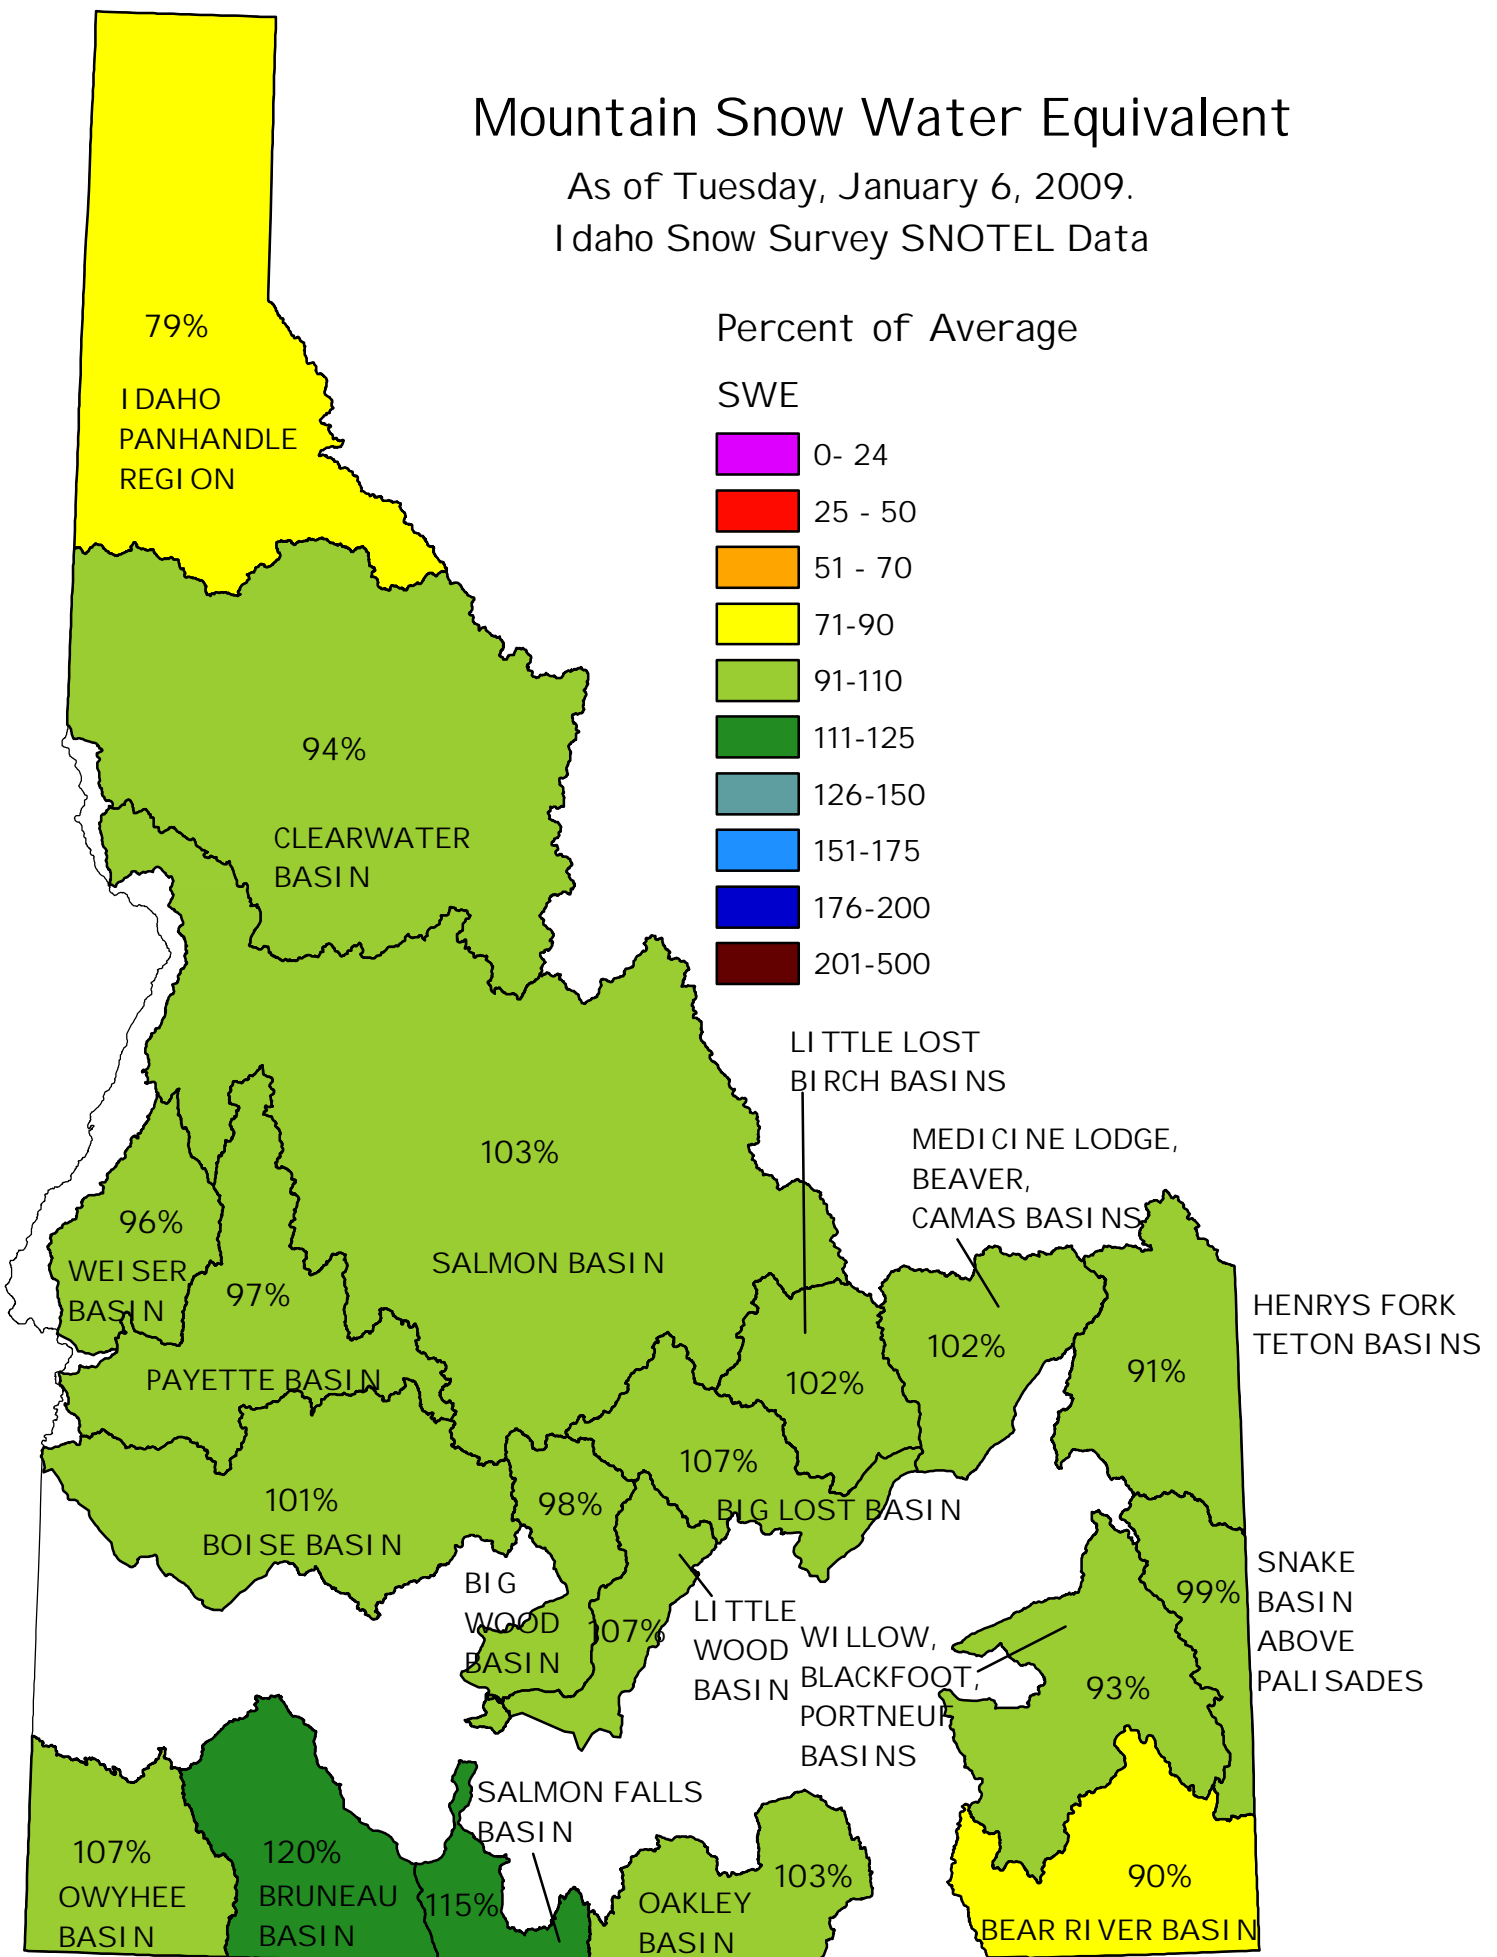 Mountain Snow Water Equivalent
As of Tuesday, January 6, 2009.
Idaho Snow Survey SNOTEL Data
Percent of Average
SWE
0- 24
25 - 50
51 - 70
71-90
91-110
111-125
126-150
151-175
176-200
201-500
79%
IDAHO
PANHANDLE
REGION
94%
CLEARWATER
BASIN
103%
SALMON BASIN
96%
WEISER
BASIN
97%
PAYETTE BASIN
LITTLE LOST
BIRCH BASINS
102%
MEDICINE LODGE,
BEAVER,
CAMAS BASINS
102%
HENRYS FORK
TETON BASINS
91%
101%
BOISE BASIN
98%
BIG
WOOD
BASIN
107%
BIG LOST BASIN
107%
LITTLE
WOOD
BASIN
WILLOW,
BLACKFOOT,
PORTNEUF
BASINS
93%
99%
SNAKE
BASIN
ABOVE
PALISADES
107%
OWYHEE
BASIN
120%
BRUNEAU
BASIN
115%
SALMON FALLS
BASIN
103%
OAKLEY
BASIN
90%
BEAR RIVER BASIN